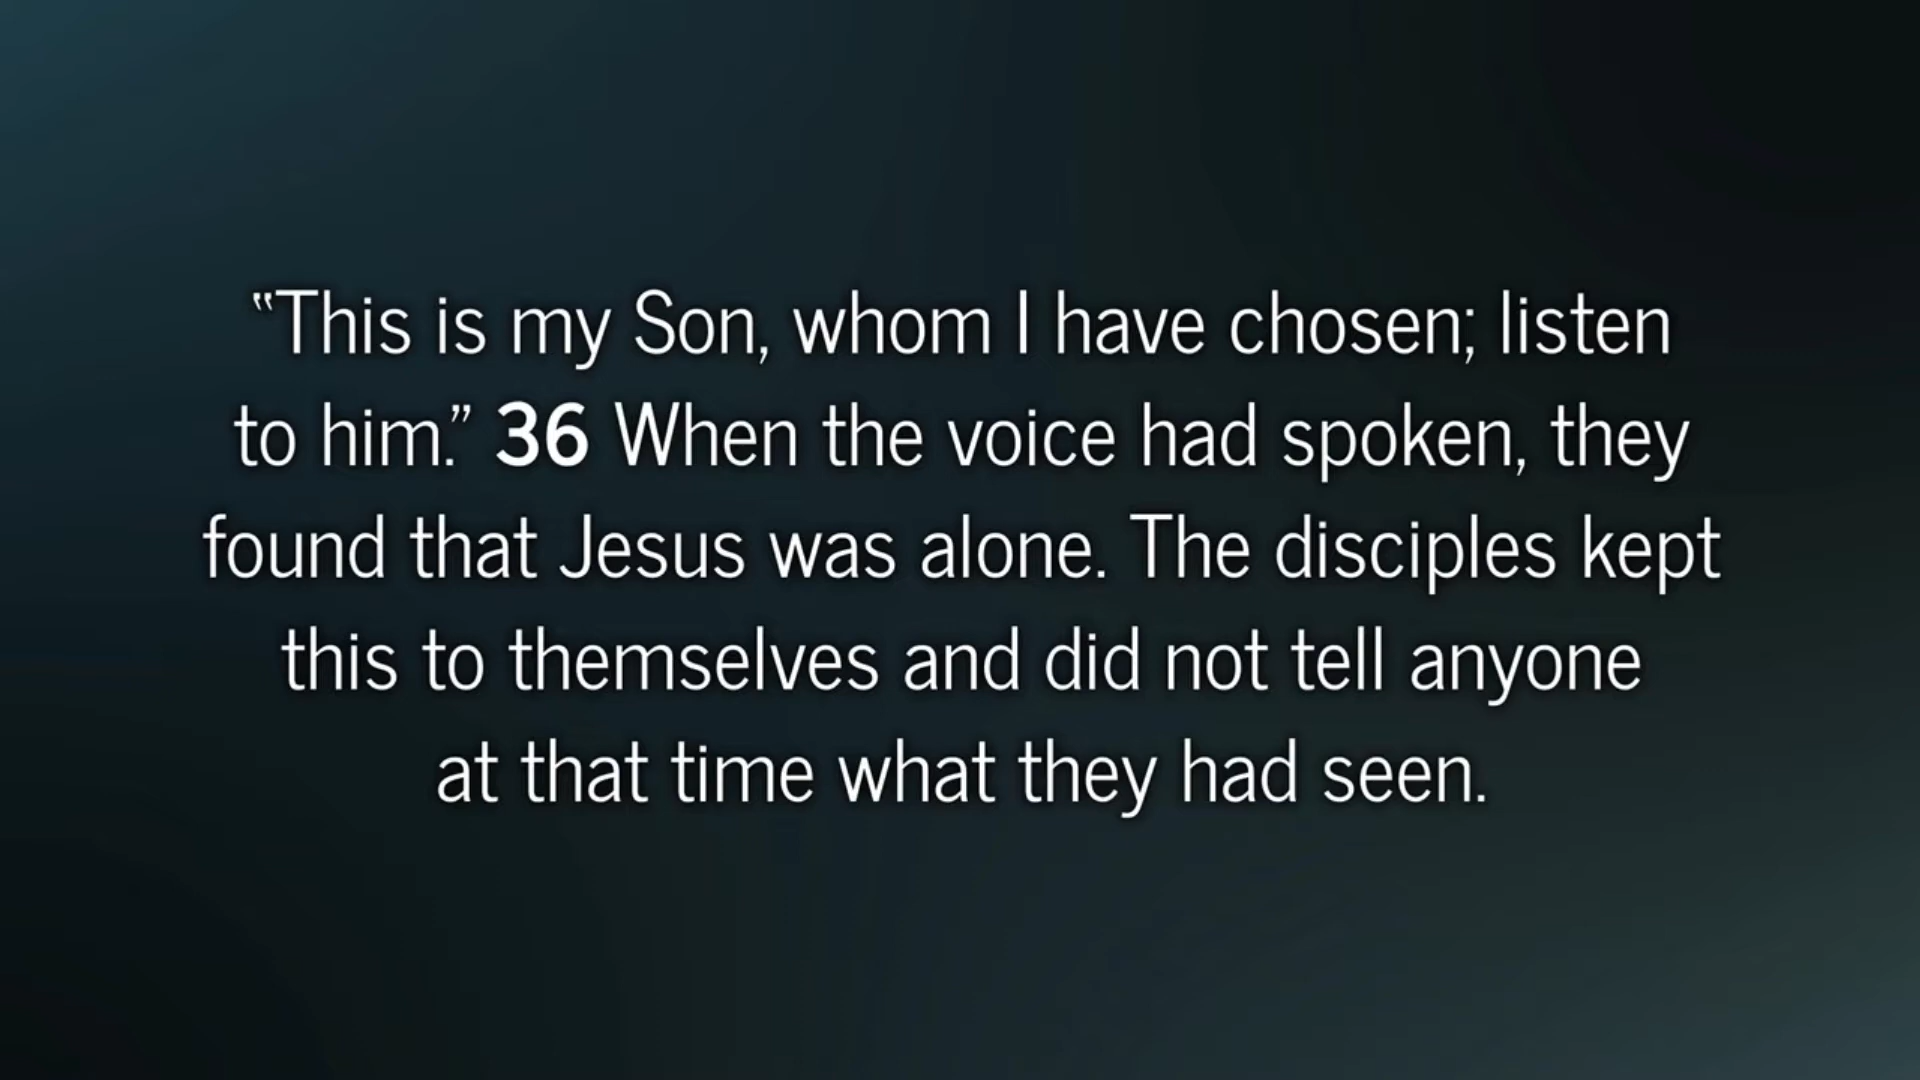 “This is my Son, whom I have chosen; listen
to him.” 36 When the voice had spoken, they
found that Jesus was alone. The disciples kept
this to themselves and did not tell anyone
at that time what they had seen.